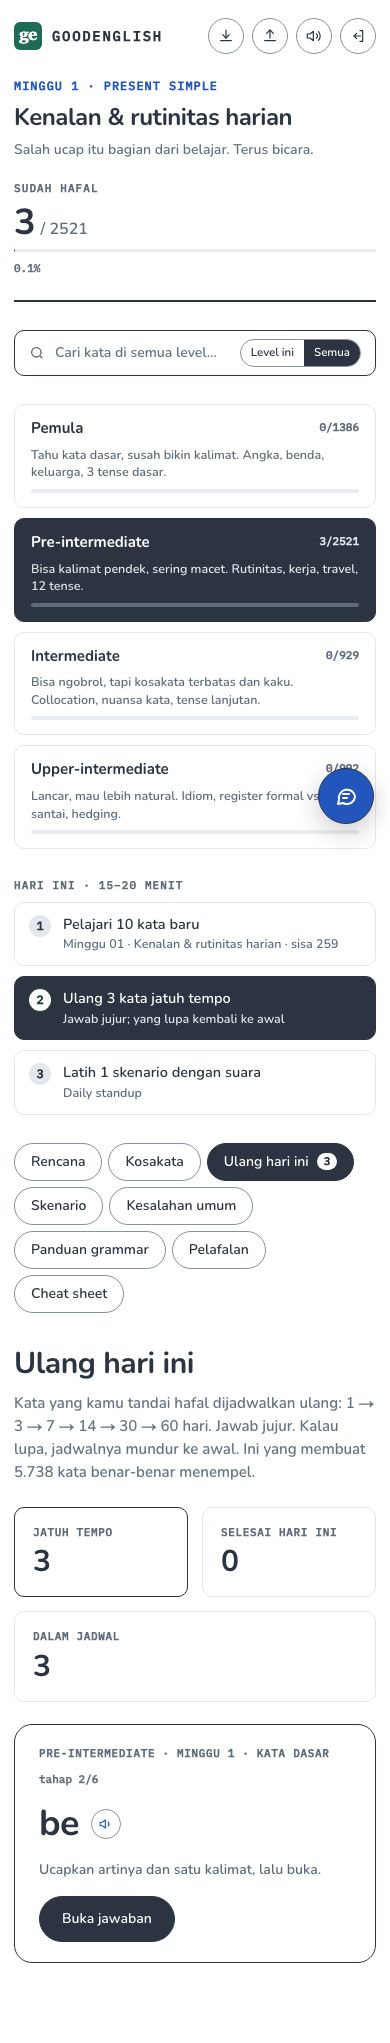 ge GOODENGLISH
MINGGU 1 · PRESENT SIMPLE
Kenalan & rutinitas harian
Salah ucap itu bagian dari belajar. Terus bicara.
SUDAH HAFAL
3 / 2521
0.1%
Cari kata di semua level... Level ini Semua
Pemula 0/1386
Tahu kata dasar, susah bikin kalimat. Angka, benda,
keluarga, 3 tense dasar.
Pre-intermediate 3/2521
Bisa kalimat pendek, sering macet. Rutinitas, kerja, travel,
12 tense.
Intermediate 0/929
Bisa ngobrol, tapi kosakata terbatas dan kaku.
Collocation, nuansa kata, tense lanjutan.
Upper-intermediate
Lancar, mau lebih natural. Idiom, register formal vs
santai, hedging.
HARI INI · 15–20 MENIT
1 Pelajari 10 kata baru
Minggu 01 · Kenalan & rutinitas harian · sisa 259
2 Ulang 3 kata jatuh tempo
Jawab jujur; yang lupa kembali ke awal
3 Latih 1 skenario dengan suara
Daily standup
Rencana Kosakata Ulang hari ini 3
Skenario Kesalahan umum
Panduan grammar Pelafalan
Cheat sheet
Ulang hari ini
Kata yang kamu tandai hafal dijadwalkan ulang: 1 →
3 → 7 → 14 → 30 → 60 hari. Jawab jujur. Kalau
lupa, jadwalnya mundur ke awal. Ini yang membuat
5.738 kata benar-benar menempel.
JATUH TEMPO SELESAI HARI INI
3 0
DALAM JADWAL
3
PRE-INTERMEDIATE · MINGGU 1 · KATA DASAR
tahap 2/6
be
Ucapkan artinya dan satu kalimat, lalu buka.
Buka jawaban